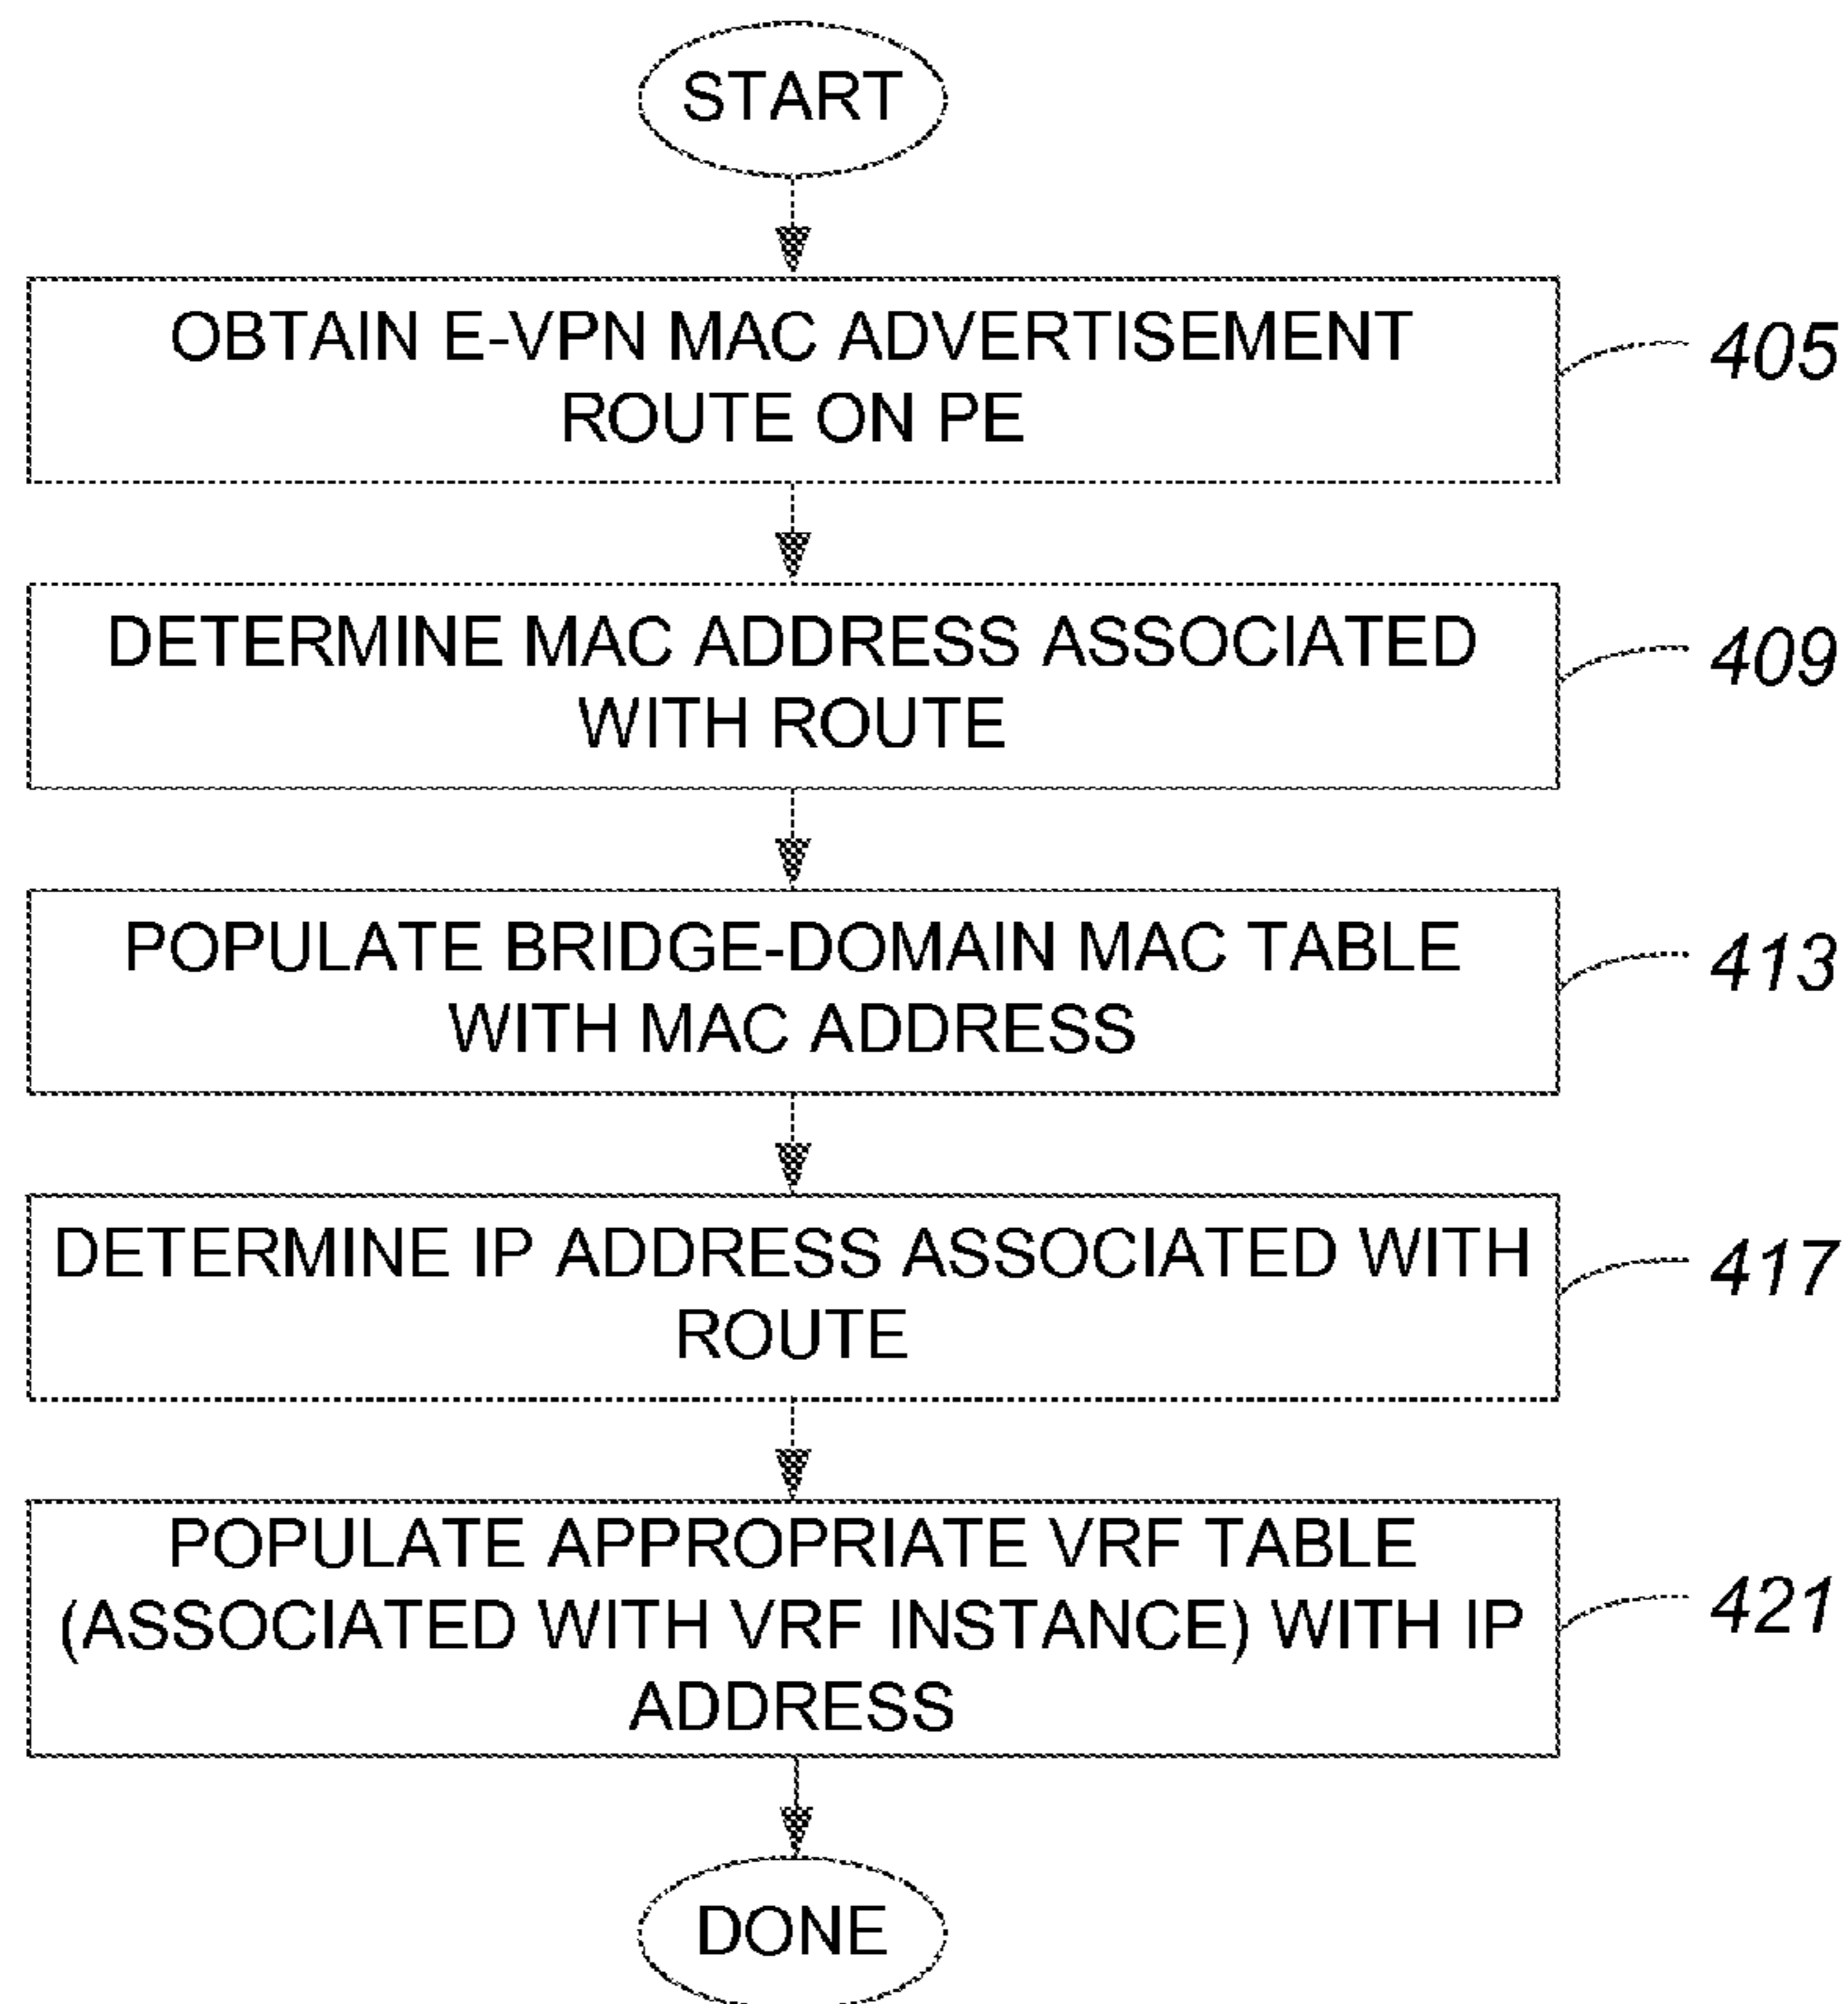 START
OBTAIN E-VPN MAC ADVERTISEMENT
ROUTE ON PE
405
DETERMINE MAC ADDRESS ASSOCIATED
WITH ROUTE
409
POPULATE BRIDGE-DOMAIN MAC TABLE
WITH MAC ADDRESS
413
DETERMINE IP ADDRESS ASSOCIATED WITH
ROUTE
417
POPULATE APPROPRIATE VRF TABLE
(ASSOCIATED WITH VRF INSTANCE) WITH IP
ADDRESS
421
DONE